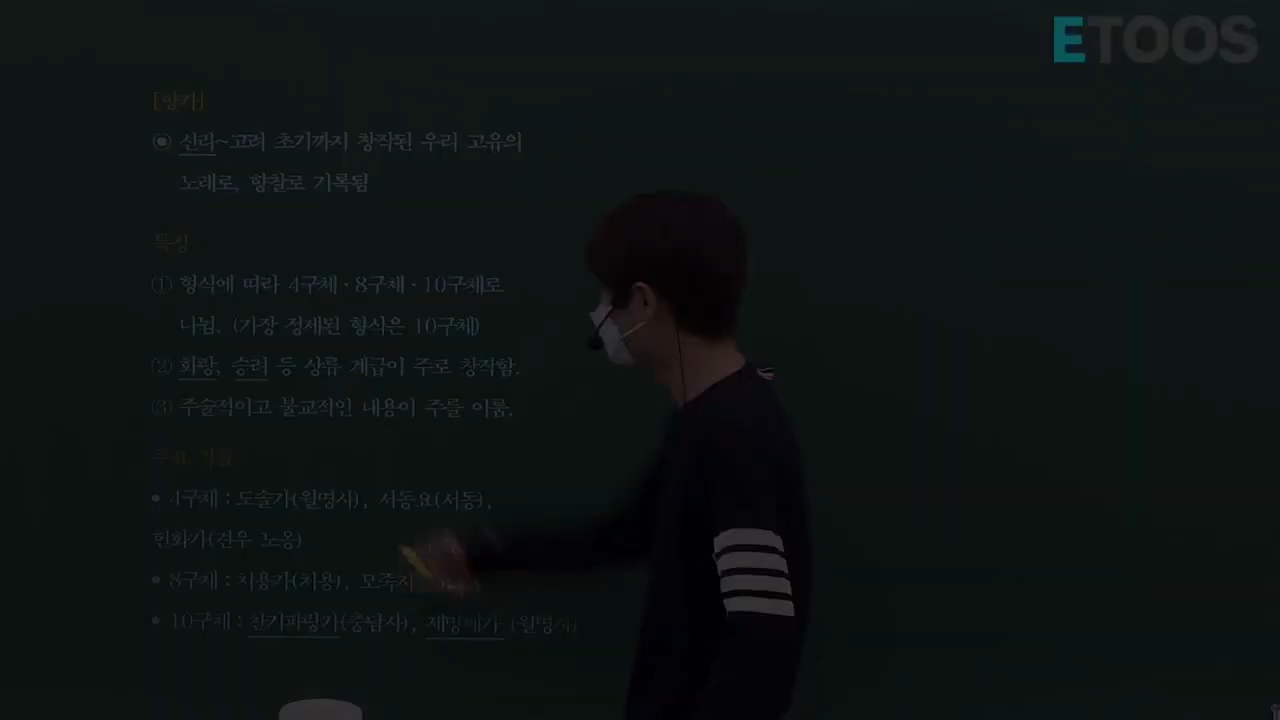 ETOOS
[향가]
◉ 신라~고려 초기까지 창작된 우리 고유의
노래로, 향찰로 기록됨
특징
(1) 형식에 따라 4구체·8구체·10구체로
나뉨. (가장 정제된 형식은 10구체)
(2) 화랑, 승려 등 상류 계급이 주로 창작함.
(3) 주술적이고 불교적인 내용이 주를 이룸.
주요 작품
• 4구체 : 도솔가(월명사), 서동요(서동),
헌화가(견우 노옹)
• 8구체 : 처용가(처용), 모죽지
• 10구체 : 찬기파랑가(충담사), 제망매가 (월명사)